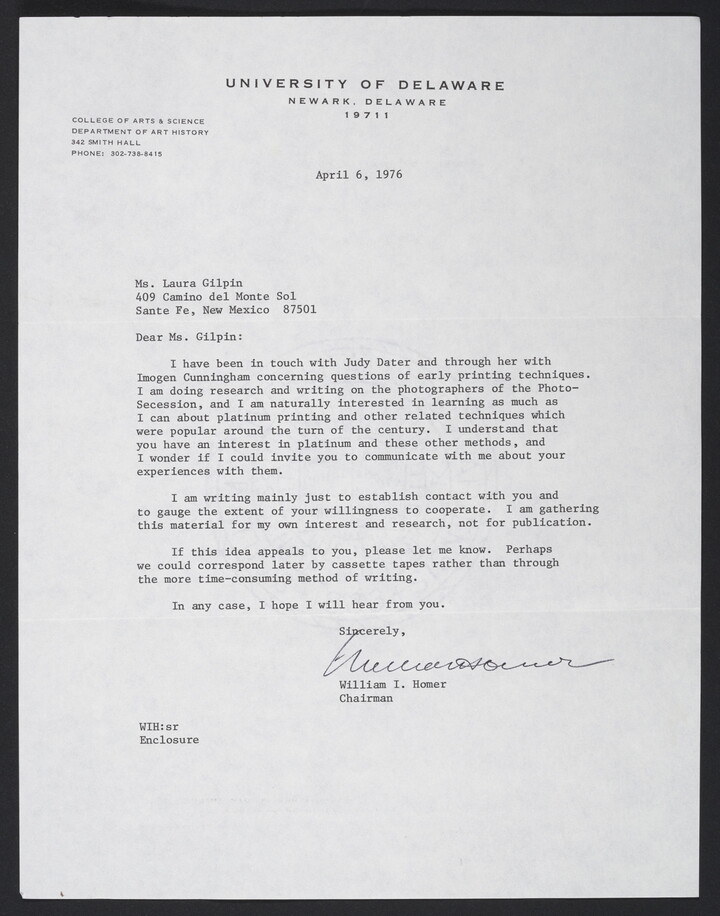 UNIVERSITY OF DELAWARE
NEWARK, DELAWARE
19711
COLLEGE OF ARTS & SCIENCE
DEPARTMENT OF ART HISTORY
342 SMITH HALL
PHONE: 302-738-8415
April 6, 1976
Ms. Laura Gilpin
409 Camino del Monte Sol
Sante Fe, New Mexico 87501
Dear Ms. Gilpin:
I have been in touch with Judy Dater and through her with
Imogen Cunningham concerning questions of early printing techniques.
I am doing research and writing on the photographers of the Photo-
Secession, and I am naturally interested in learning as much as
I can about platinum printing and other related techniques which
were popular around the turn of the century. I understand that
you have an interest in platinum and these other methods, and
I wonder if I could invite you to communicate with me about your
experiences with them.
I am writing mainly just to establish contact with you and
to gauge the extent of your willingness to cooperate. I am gathering
this material for my own interest and research, not for publication.
If this idea appeals to you, please let me know. Perhaps
we could correspond later by cassette tapes rather than through
the more time-consuming method of writing.
In any case, I hope I will hear from you.
Sincerely,
William I. Homer
Chairman
WIH:sr
Enclosure